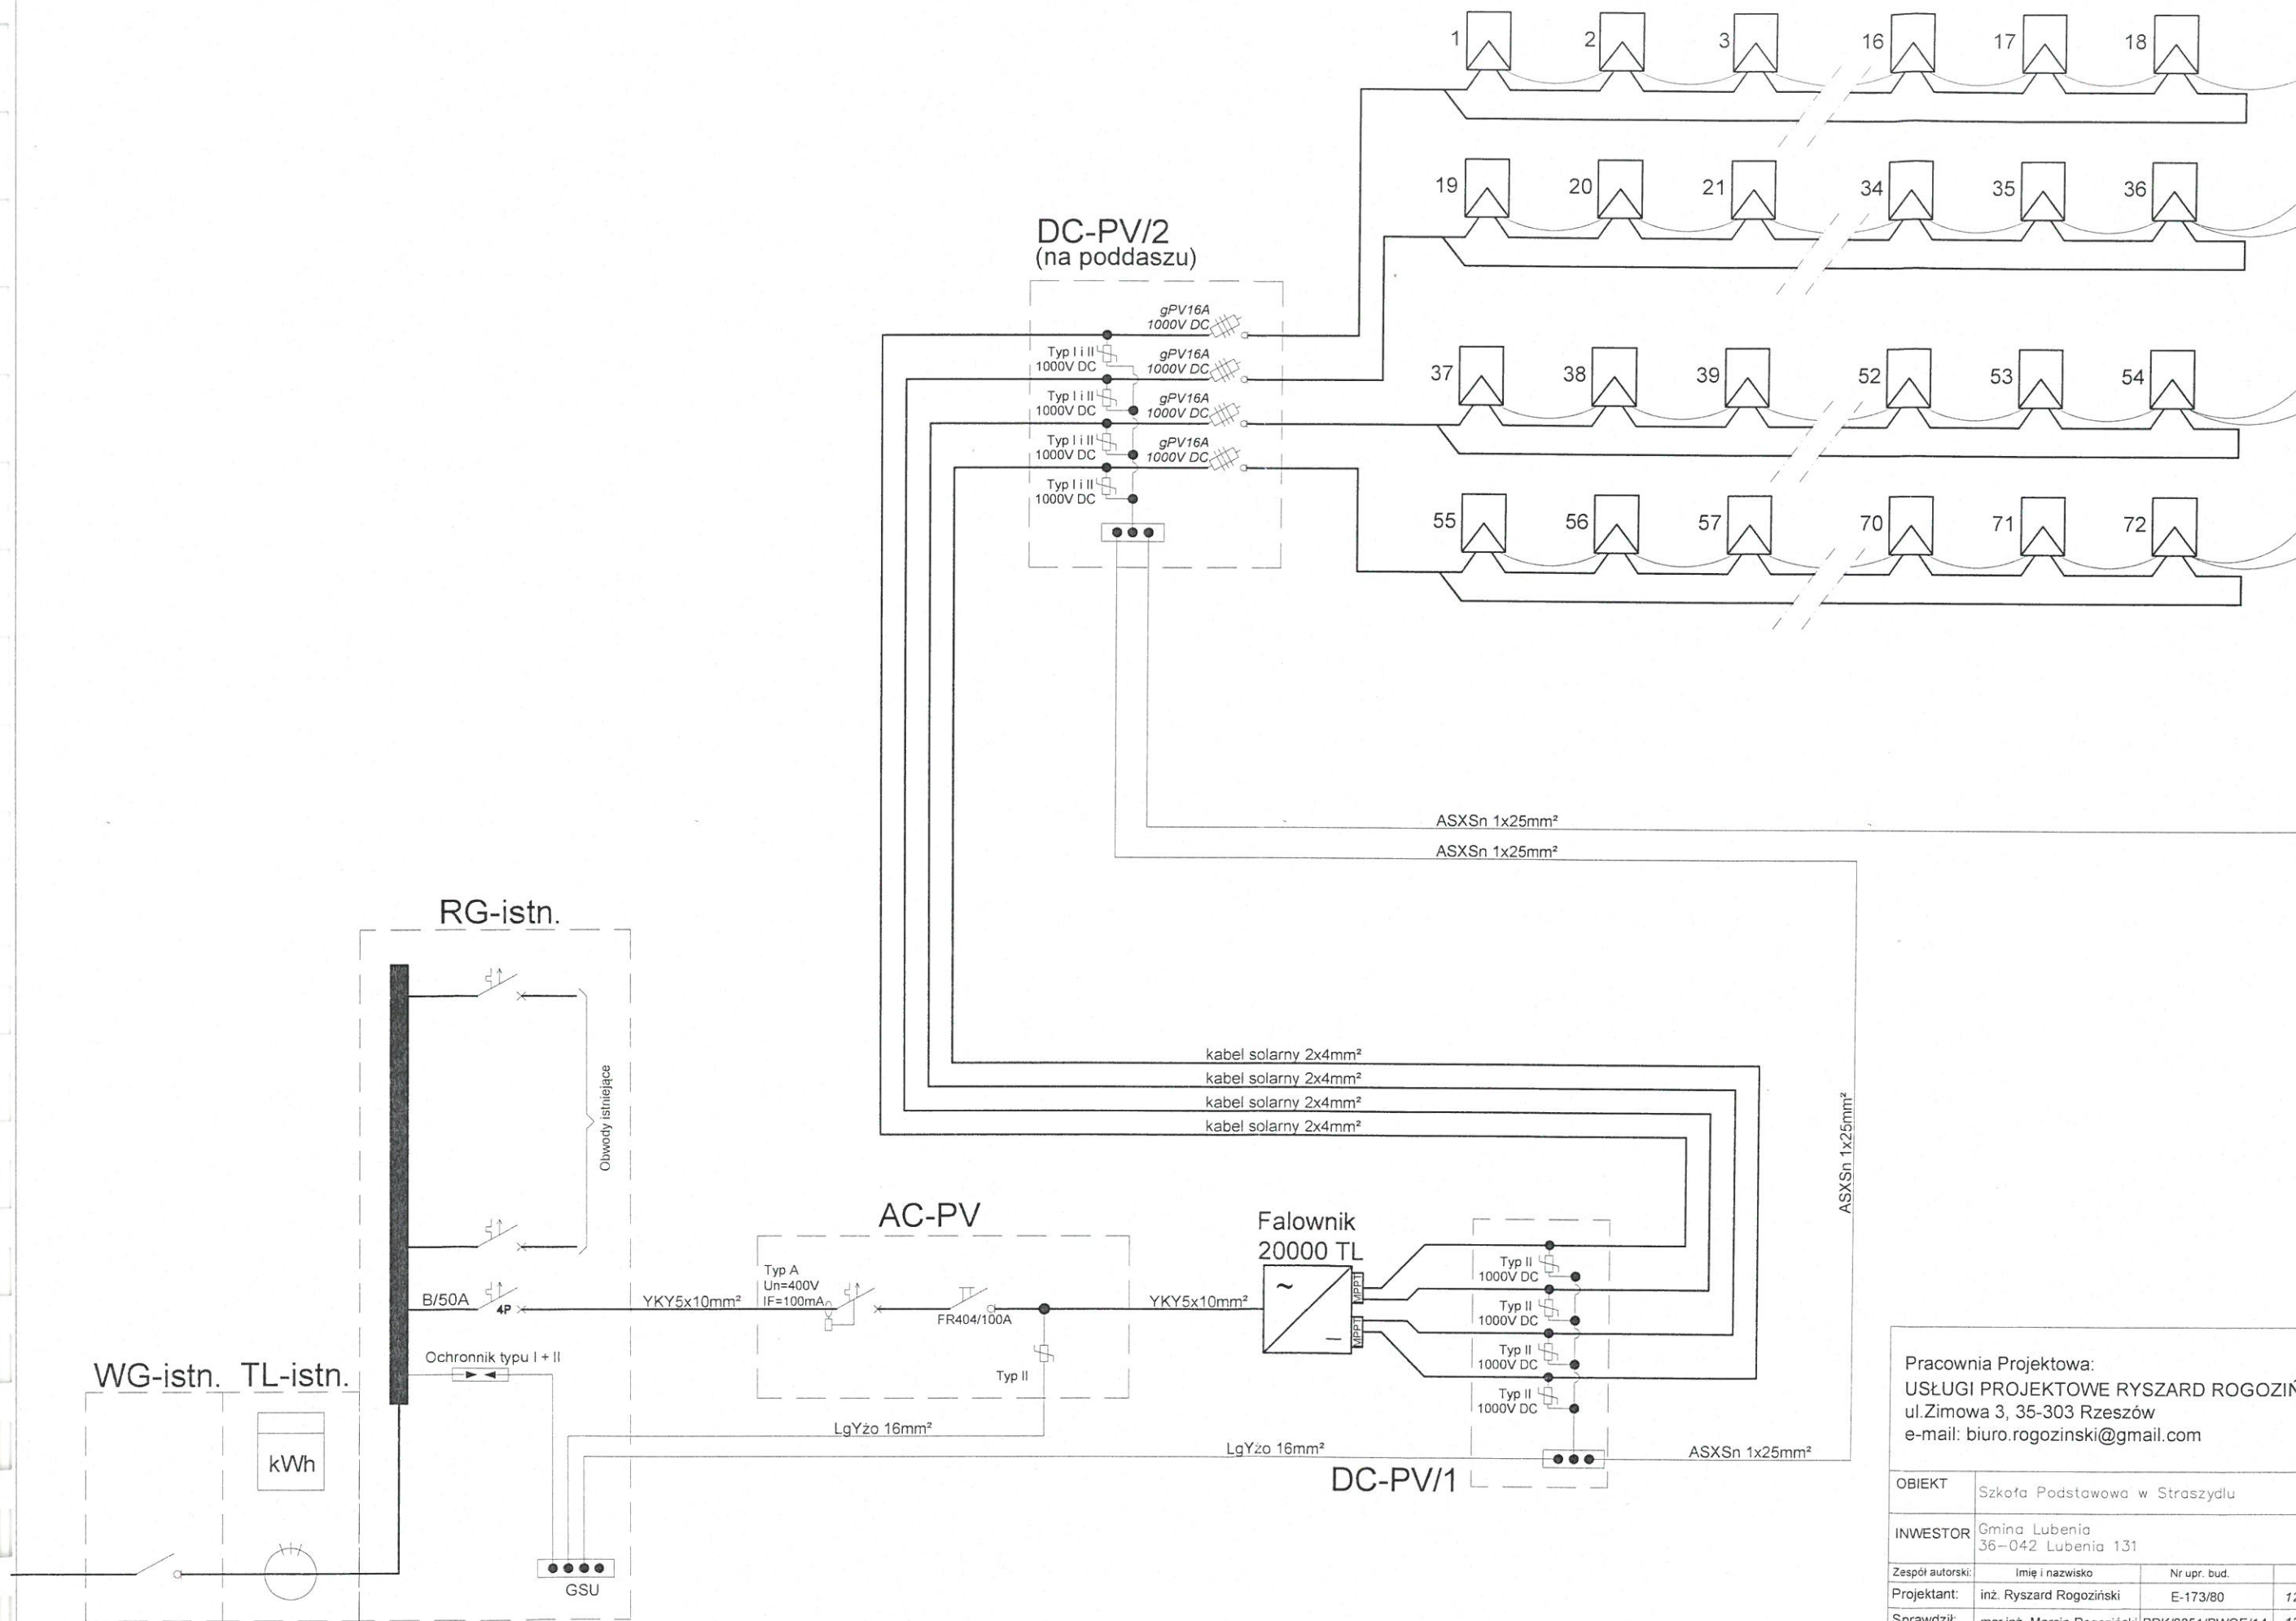 1 2 3 16 17 18
19 20 21 34 35 36
DC-PV/2
(na poddaszu)
gPV16A
1000V DC
Typ I i II
1000V DC
gPV16A
1000V DC
Typ I i II
1000V DC
gPV16A
1000V DC
Typ I i II
1000V DC
gPV16A
1000V DC
Typ I i II
1000V DC
37 38 39 52 53 54
55 56 57 70 71 72
ASXSn 1x25mm²
ASXSn 1x25mm²
RG-istn.
Obwody istniejące
kabel solarny 2x4mm²
kabel solarny 2x4mm²
kabel solarny 2x4mm²
kabel solarny 2x4mm²
ASXSn 1x25mm²
AC-PV
Typ A
Un=400V
IF=100mA
B/50A
4P
YKY5x10mm²
FR404/100A
Typ II
YKY5x10mm²
Falownik
20000 TL
~
MPPT
MPPT
Typ II
1000V DC
Typ II
1000V DC
Typ II
1000V DC
Typ II
1000V DC
Ochronnik typu I + II
WG-istn. TL-istn.
kWh
LgYżo 16mm²
LgYżo 16mm²
ASXSn 1x25mm²
DC-PV/1
GSU
Pracownia Projektowa:
USŁUGI PROJEKTOWE RYSZARD
ul.Zimowa 3, 35-303 Rzeszów
e-mail: biuro.rogozinski@gmail.com
OBIEKT
Szkoła Podstawowa w Straszydlu
INWESTOR
Gmina Lubenia
36-042 Lubenia 131
Zespół autorski: Imię i nazwisko Nr upr. bud.
Projektant: inż. Ryszard Rogoziński E-173/80
Sprawdził: